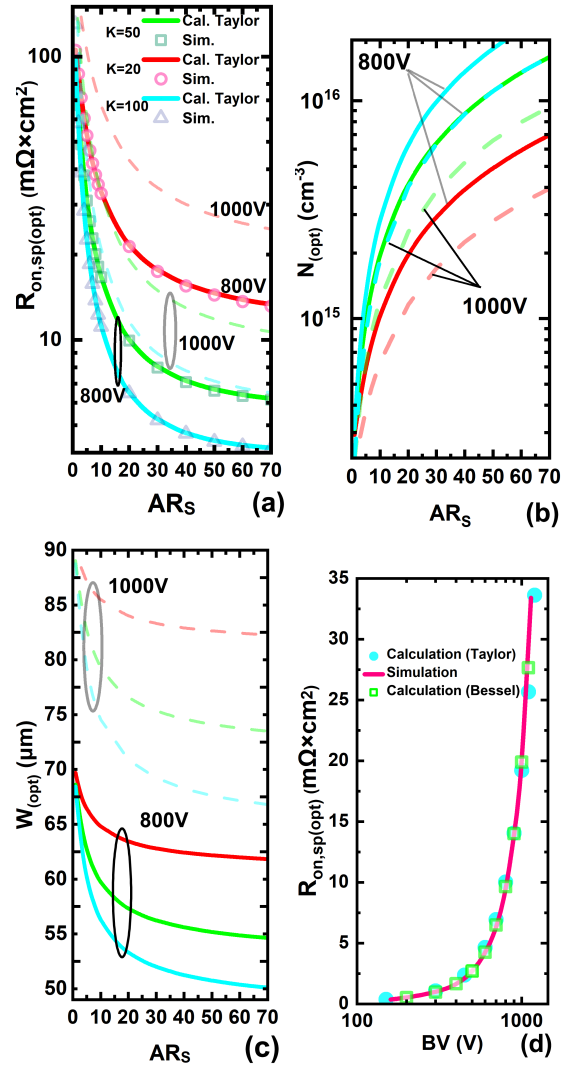 K=50 Cal. Taylor
Sim.
K=20 Cal. Taylor
Sim.
K=100 Cal. Taylor
Sim.
R_on,sp(opt) (mΩ×cm²)
100
10
1000V
800V
1000V
800V
0 10 20 30 40 50 60 70
AR_S
(a)
N_(opt) (cm⁻³)
10¹⁶
10¹⁵
800V
1000V
0 10 20 30 40 50 60 70
AR_S
(b)
W_(opt) (μm)
90
85
80
75
70
65
60
55
50
1000V
800V
0 10 20 30 40 50 60 70
AR_S
(c)
R_on,sp(opt) (mΩ×cm2)
35
30
25
20
15
10
5
0
Calculation (Taylor)
Simulation
Calculation (Bessel)
100 1000
BV (V)
(d)